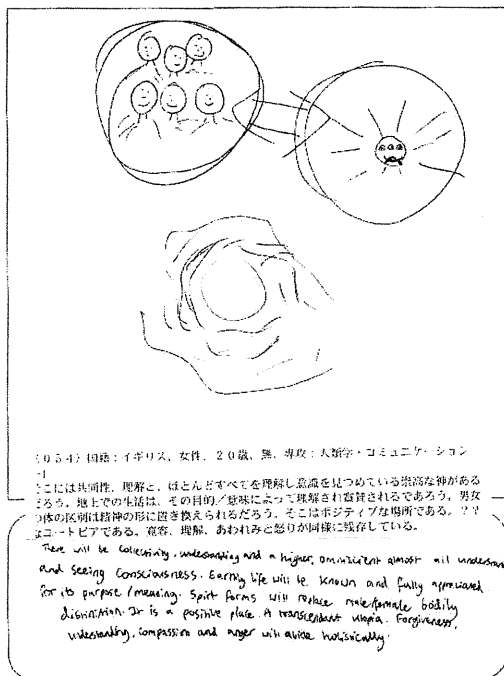 (054) 国籍：イギリス、女性、20歳、無、専攻：人類学・コミュニケーション
こには共同性、理解と、ほとんどすべてを理解し意識を見つめている崇高な神がある
だろう。地上での生活は、その目的／意味によって理解され賞賛されるであろう。男女
の体の区別は精神の形に置き換えられるだろう。そこはポジティブな場所である。??
なユートピアである。寛容、理解、あわれみと怒りが同様に残存している。
There will be collectivity, understanding and a higher, omniscient almost all understan
and seeing consciousness. Earthly life will be known and fully appreciated
for its purpose/meaning. Spirit forms will replace male/female bodily
distinition. It is a positive place. A transcendant utopia. Forgiveness,
understanding, compassion and anger will abide holistically.